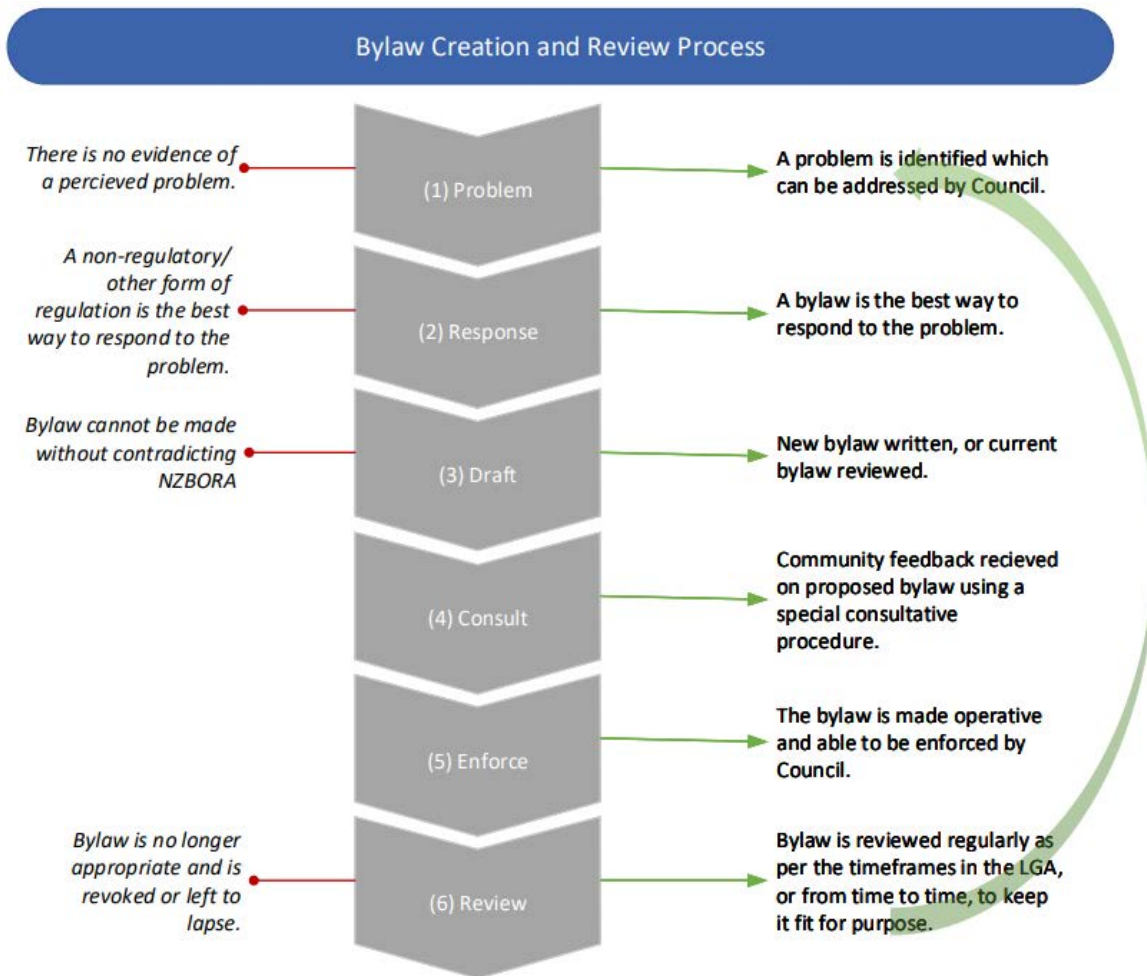 Bylaw Creation and Review Process
There is no evidence of
a percieved problem.
(1) Problem
A problem is identified which
can be addressed by Council.
A non-regulatory/
other form of
regulation is the best
way to respond to the
problem.
(2) Response
A bylaw is the best way to
respond to the problem.
Bylaw cannot be made
without contradicting
NZBORA
(3) Draft
New bylaw written, or current
bylaw reviewed.
(4) Consult
Community feedback recieved
on proposed bylaw using a
special consultative
procedure.
(5) Enforce
The bylaw is made operative
and able to be enforced by
Council.
Bylaw is no longer
appropriate and is
revoked or left to
lapse.
(6) Review
Bylaw is reviewed regularly as
per the timeframes in the LGA,
or from time to time, to keep
it fit for purpose.